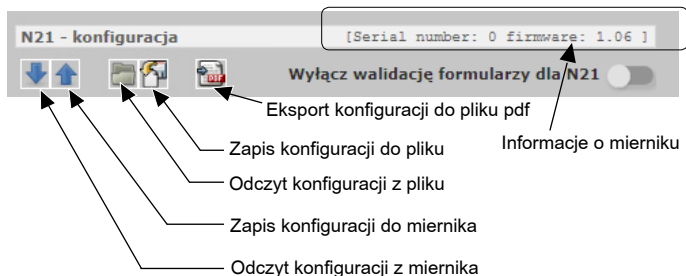 N21 - konfiguracja [Serial number: 0 firmware: 1.06 ]
Wyłącz walidację formularzy dla N21
Eksport konfiguracji do pliku pdf
Informacje o mierniku
Zapis konfiguracji do pliku
Odczyt konfiguracji z pliku
Zapis konfiguracji do miernika
Odczyt konfiguracji z miernika